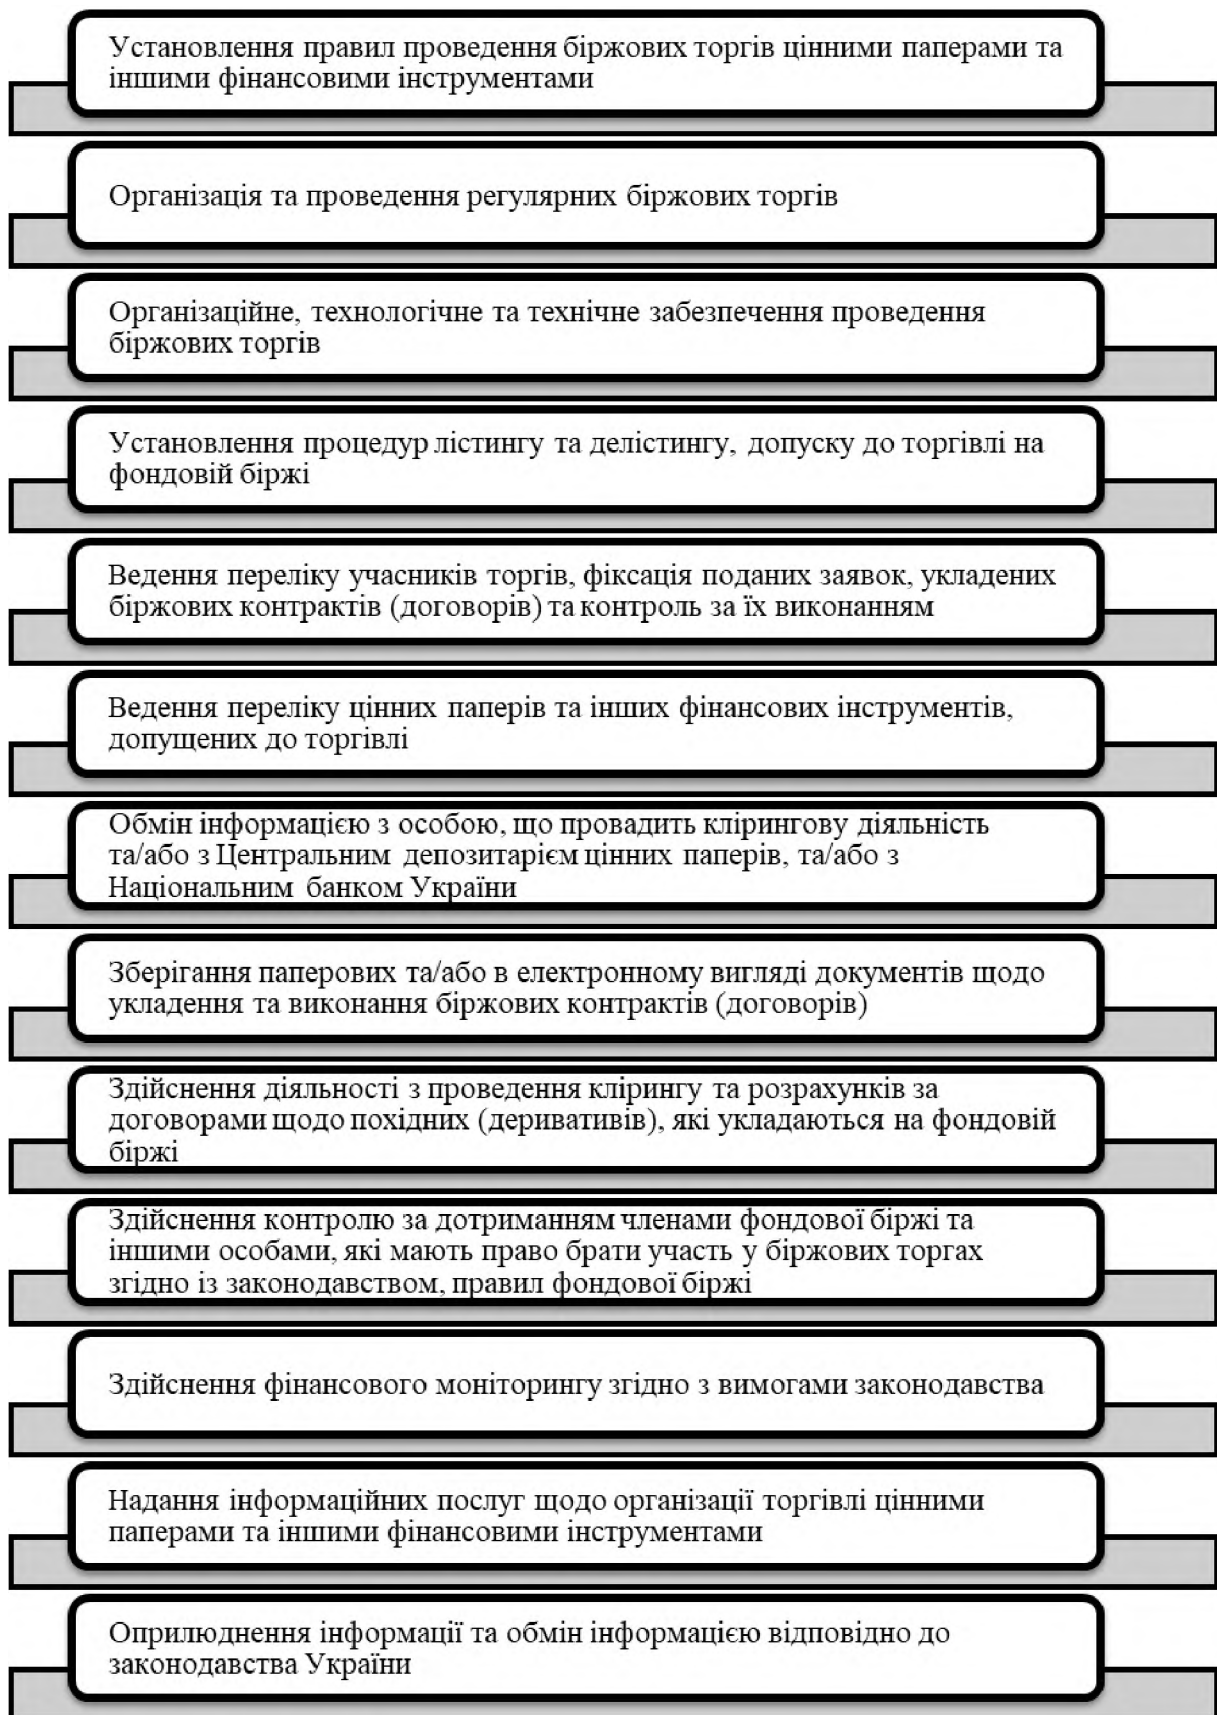 Установлення правил проведення біржових торгів цінними паперами та
іншими фінансовими інструментами
Організація та проведення регулярних біржових торгів
Організаційне, технологічне та технічне забезпечення проведення
біржових торгів
Установлення процедур лістингу та делістингу, допуску до торгівлі на
фондовій біржі
Ведення переліку учасників торгів, фіксація поданих заявок, укладених
біржових контрактів (договорів) та контроль за їх виконанням
Ведення переліку цінних паперів та інших фінансових інструментів,
допущених до торгівлі
Обмін інформацією з особою, що провадить клірингову діяльність
та/або з Центральним депозитарієм цінних паперів, та/або з
Національним банком України
Зберігання паперових та/або в електронному вигляді документів щодо
укладення та виконання біржових контрактів (договорів)
Здійснення діяльності з проведення клірингу та розрахунків за
договорами щодо похідних (деривативів), які укладаються на фондовій
біржі
Здійснення контролю за дотриманням членами фондової біржі та
іншими особами, які мають право брати участь у біржових торгах
згідно із законодавством, правил фондової біржі
Здійснення фінансового моніторингу згідно з вимогами законодавства
Надання інформаційних послуг щодо організації торгівлі цінними
паперами та іншими фінансовими інструментами
Оприлюднення інформації та обмін інформацією відповідно до
законодавства України